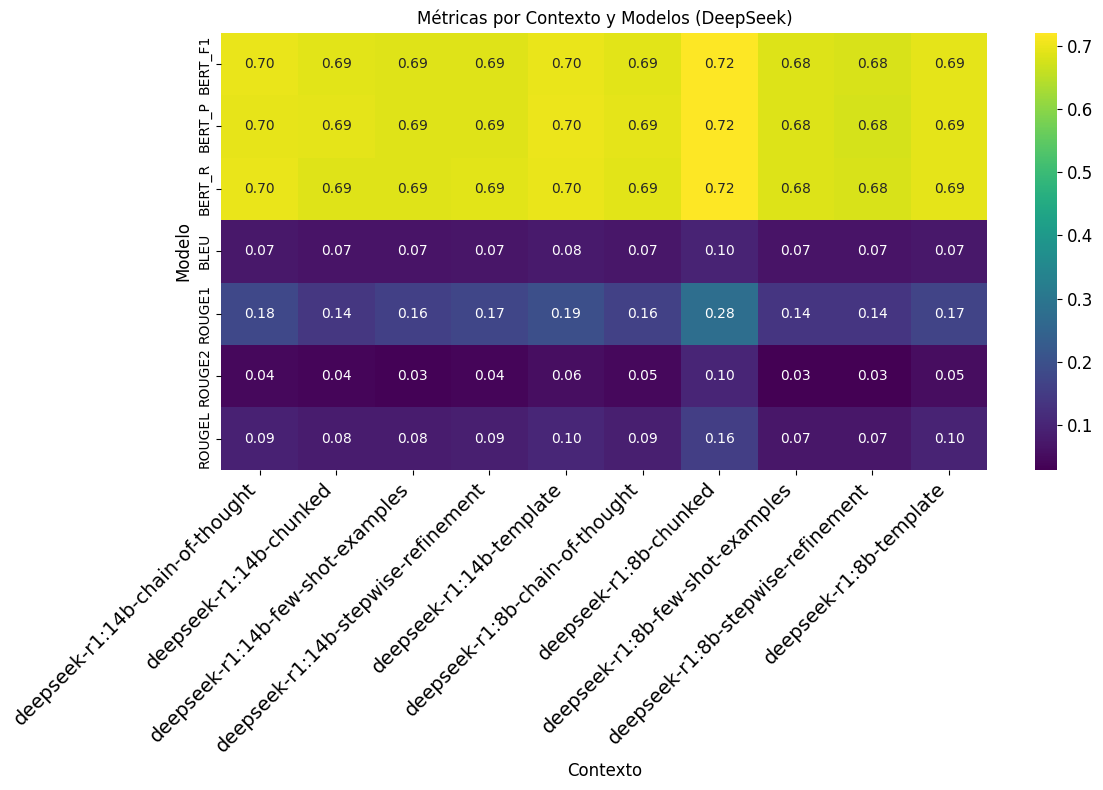 Métricas por Contexto y Modelos (DeepSeek)
Modelo
BERT_F1 0.70 0.69 0.69 0.69 0.70 0.69 0.72 0.68 0.68 0.69
BERT_P 0.70 0.69 0.69 0.69 0.70 0.69 0.72 0.68 0.68 0.69
BERT_R 0.70 0.69 0.69 0.69 0.70 0.69 0.72 0.68 0.68 0.69
BLEU 0.07 0.07 0.07 0.07 0.08 0.07 0.10 0.07 0.07 0.07
ROUGE1 0.18 0.14 0.16 0.17 0.19 0.16 0.28 0.14 0.14 0.17
ROUGE2 0.04 0.04 0.03 0.04 0.06 0.05 0.10 0.03 0.03 0.05
ROUGEL 0.09 0.08 0.08 0.09 0.10 0.09 0.16 0.07 0.07 0.10
deepseek-r1:14b-chain-of-thought
deepseek-r1:14b-chunked
deepseek-r1:14b-few-shot-examples
deepseek-r1:14b-stepwise-refinement
deepseek-r1:14b-template
deepseek-r1:8b-chain-of-thought
deepseek-r1:8b-chunked
deepseek-r1:8b-few-shot-examples
deepseek-r1:8b-stepwise-refinement
deepseek-r1:8b-template
Contexto
0.7
0.6
0.5
0.4
0.3
0.2
0.1